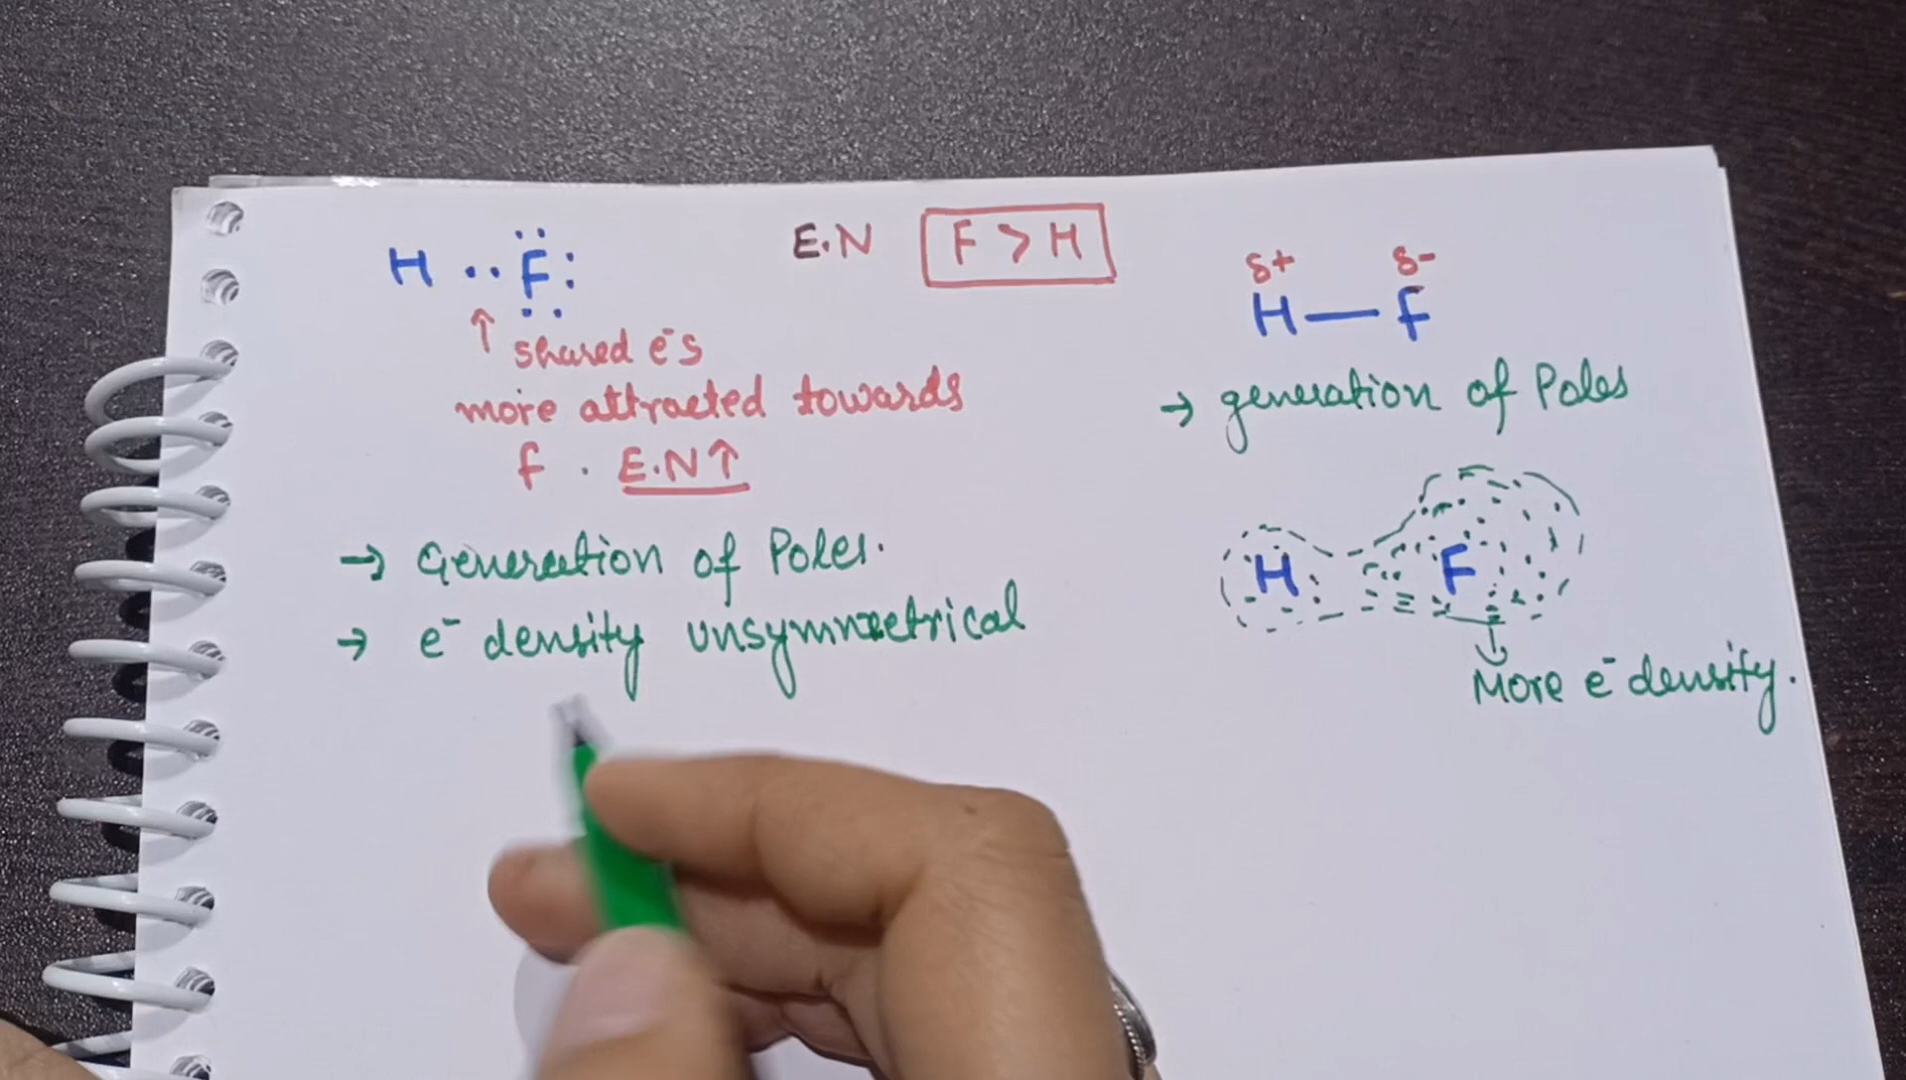 H ·· F:
E.N F > H
δ+ δ-
H — F
↑ shared e⁻s
more attracted towards
F . E.N↑
→ generation of Poles
→ Generation of Poles.
→ e⁻ density unsymmetrical
H F
More e⁻ density.